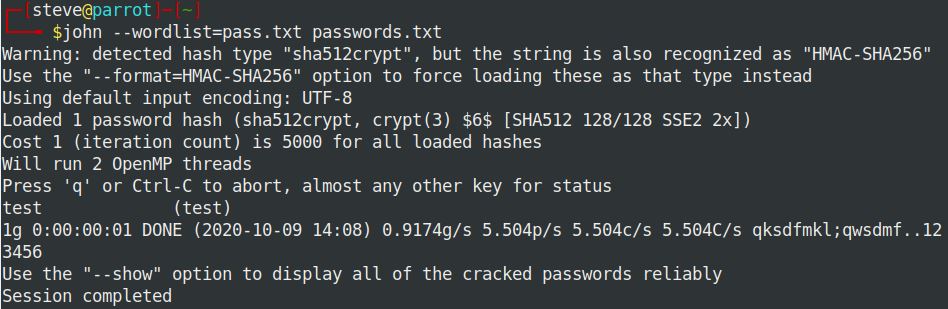 ┌─[steve@parrot]─[~]
└──╼ $john --wordlist=pass.txt passwords.txt
Warning: detected hash type "sha512crypt", but the string is also recognized as "HMAC-SHA256"
Use the "--format=HMAC-SHA256" option to force loading these as that type instead
Using default input encoding: UTF-8
Loaded 1 password hash (sha512crypt, crypt(3) $6$ [SHA512 128/128 SSE2 2x])
Cost 1 (iteration count) is 5000 for all loaded hashes
Will run 2 OpenMP threads
Press 'q' or Ctrl-C to abort, almost any other key for status
test             (test)
1g 0:00:00:01 DONE (2020-10-09 14:08) 0.9174g/s 5.504p/s 5.504c/s 5.504C/s qksdfmkl;qwsdmf..12
3456
Use the "--show" option to display all of the cracked passwords reliably
Session completed